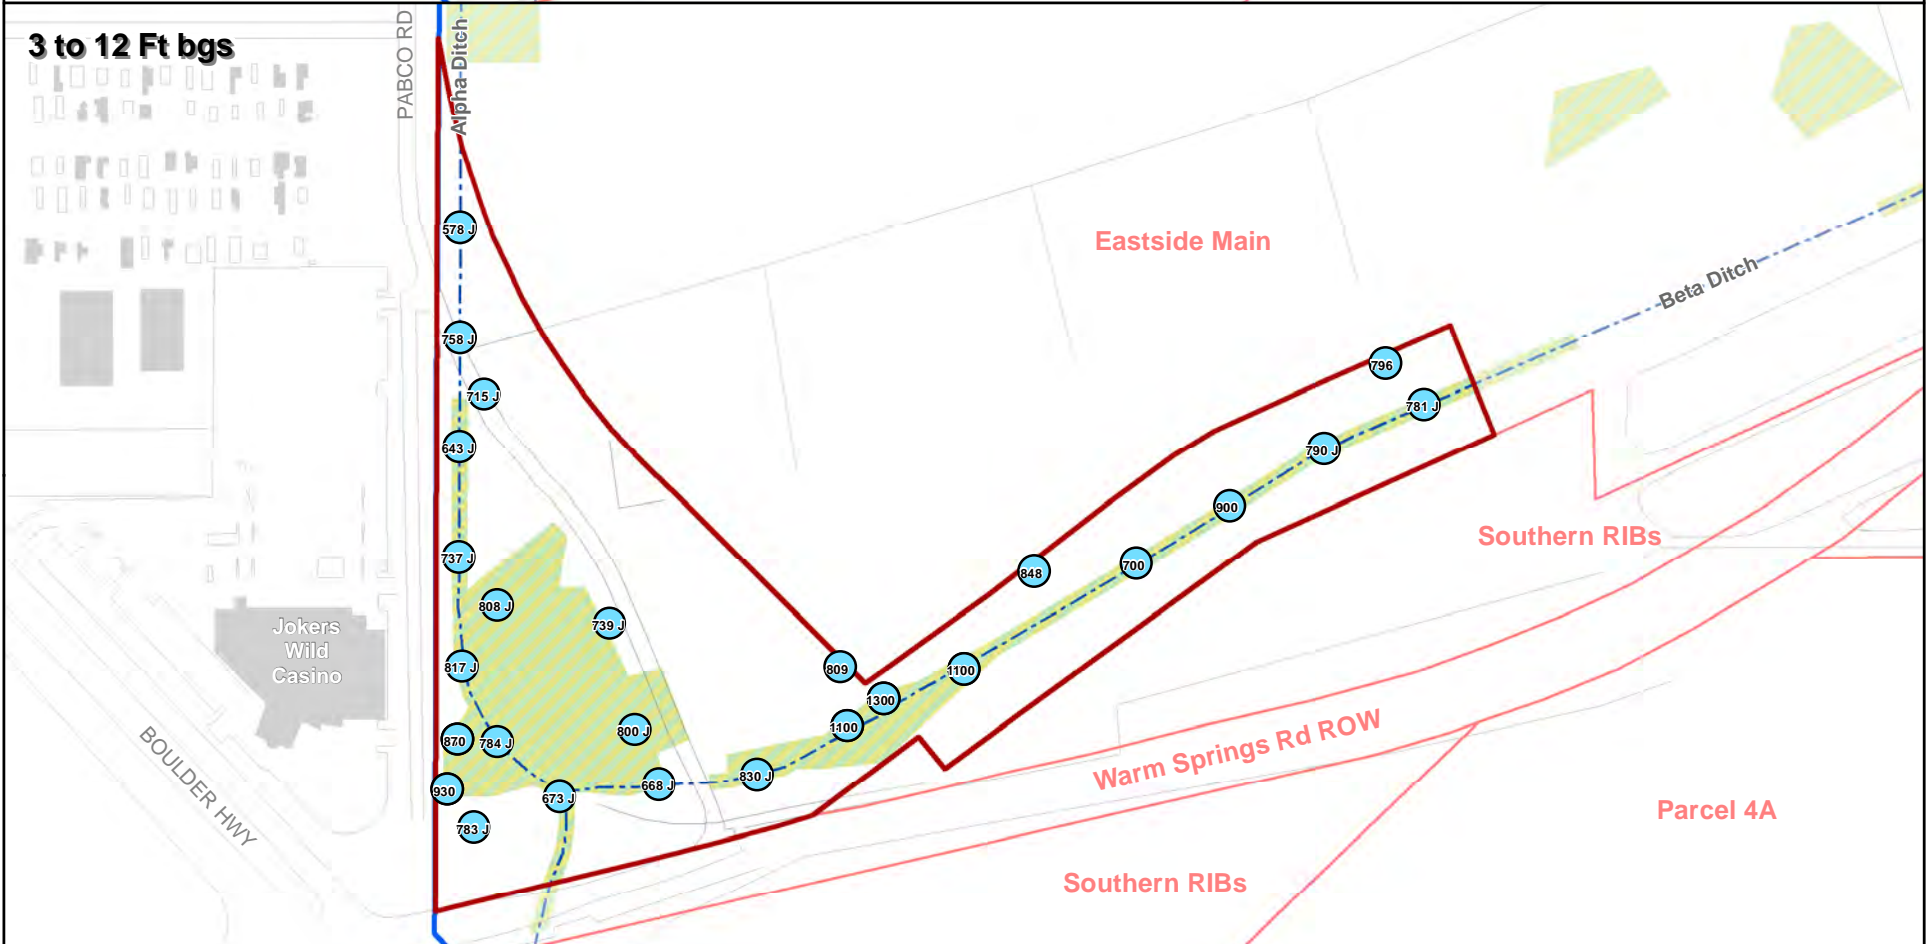 3 to 12 Ft bgs
PABCO RD
Alpha Ditch
578 J
Eastside Main
Beta Ditch
758 J
796
715 J
781 J
643 J
790 J
900
Southern RIBs
737 J
700
848
808 J
739 J
Jokers
Wild
Casino
817 J
809
1100
1300
1100
800 J
870
784 J
Warm Springs Rd ROW
BOULDER HWY
830 J
668 J
930
673 J
783 J
Parcel 4A
Southern RIBs